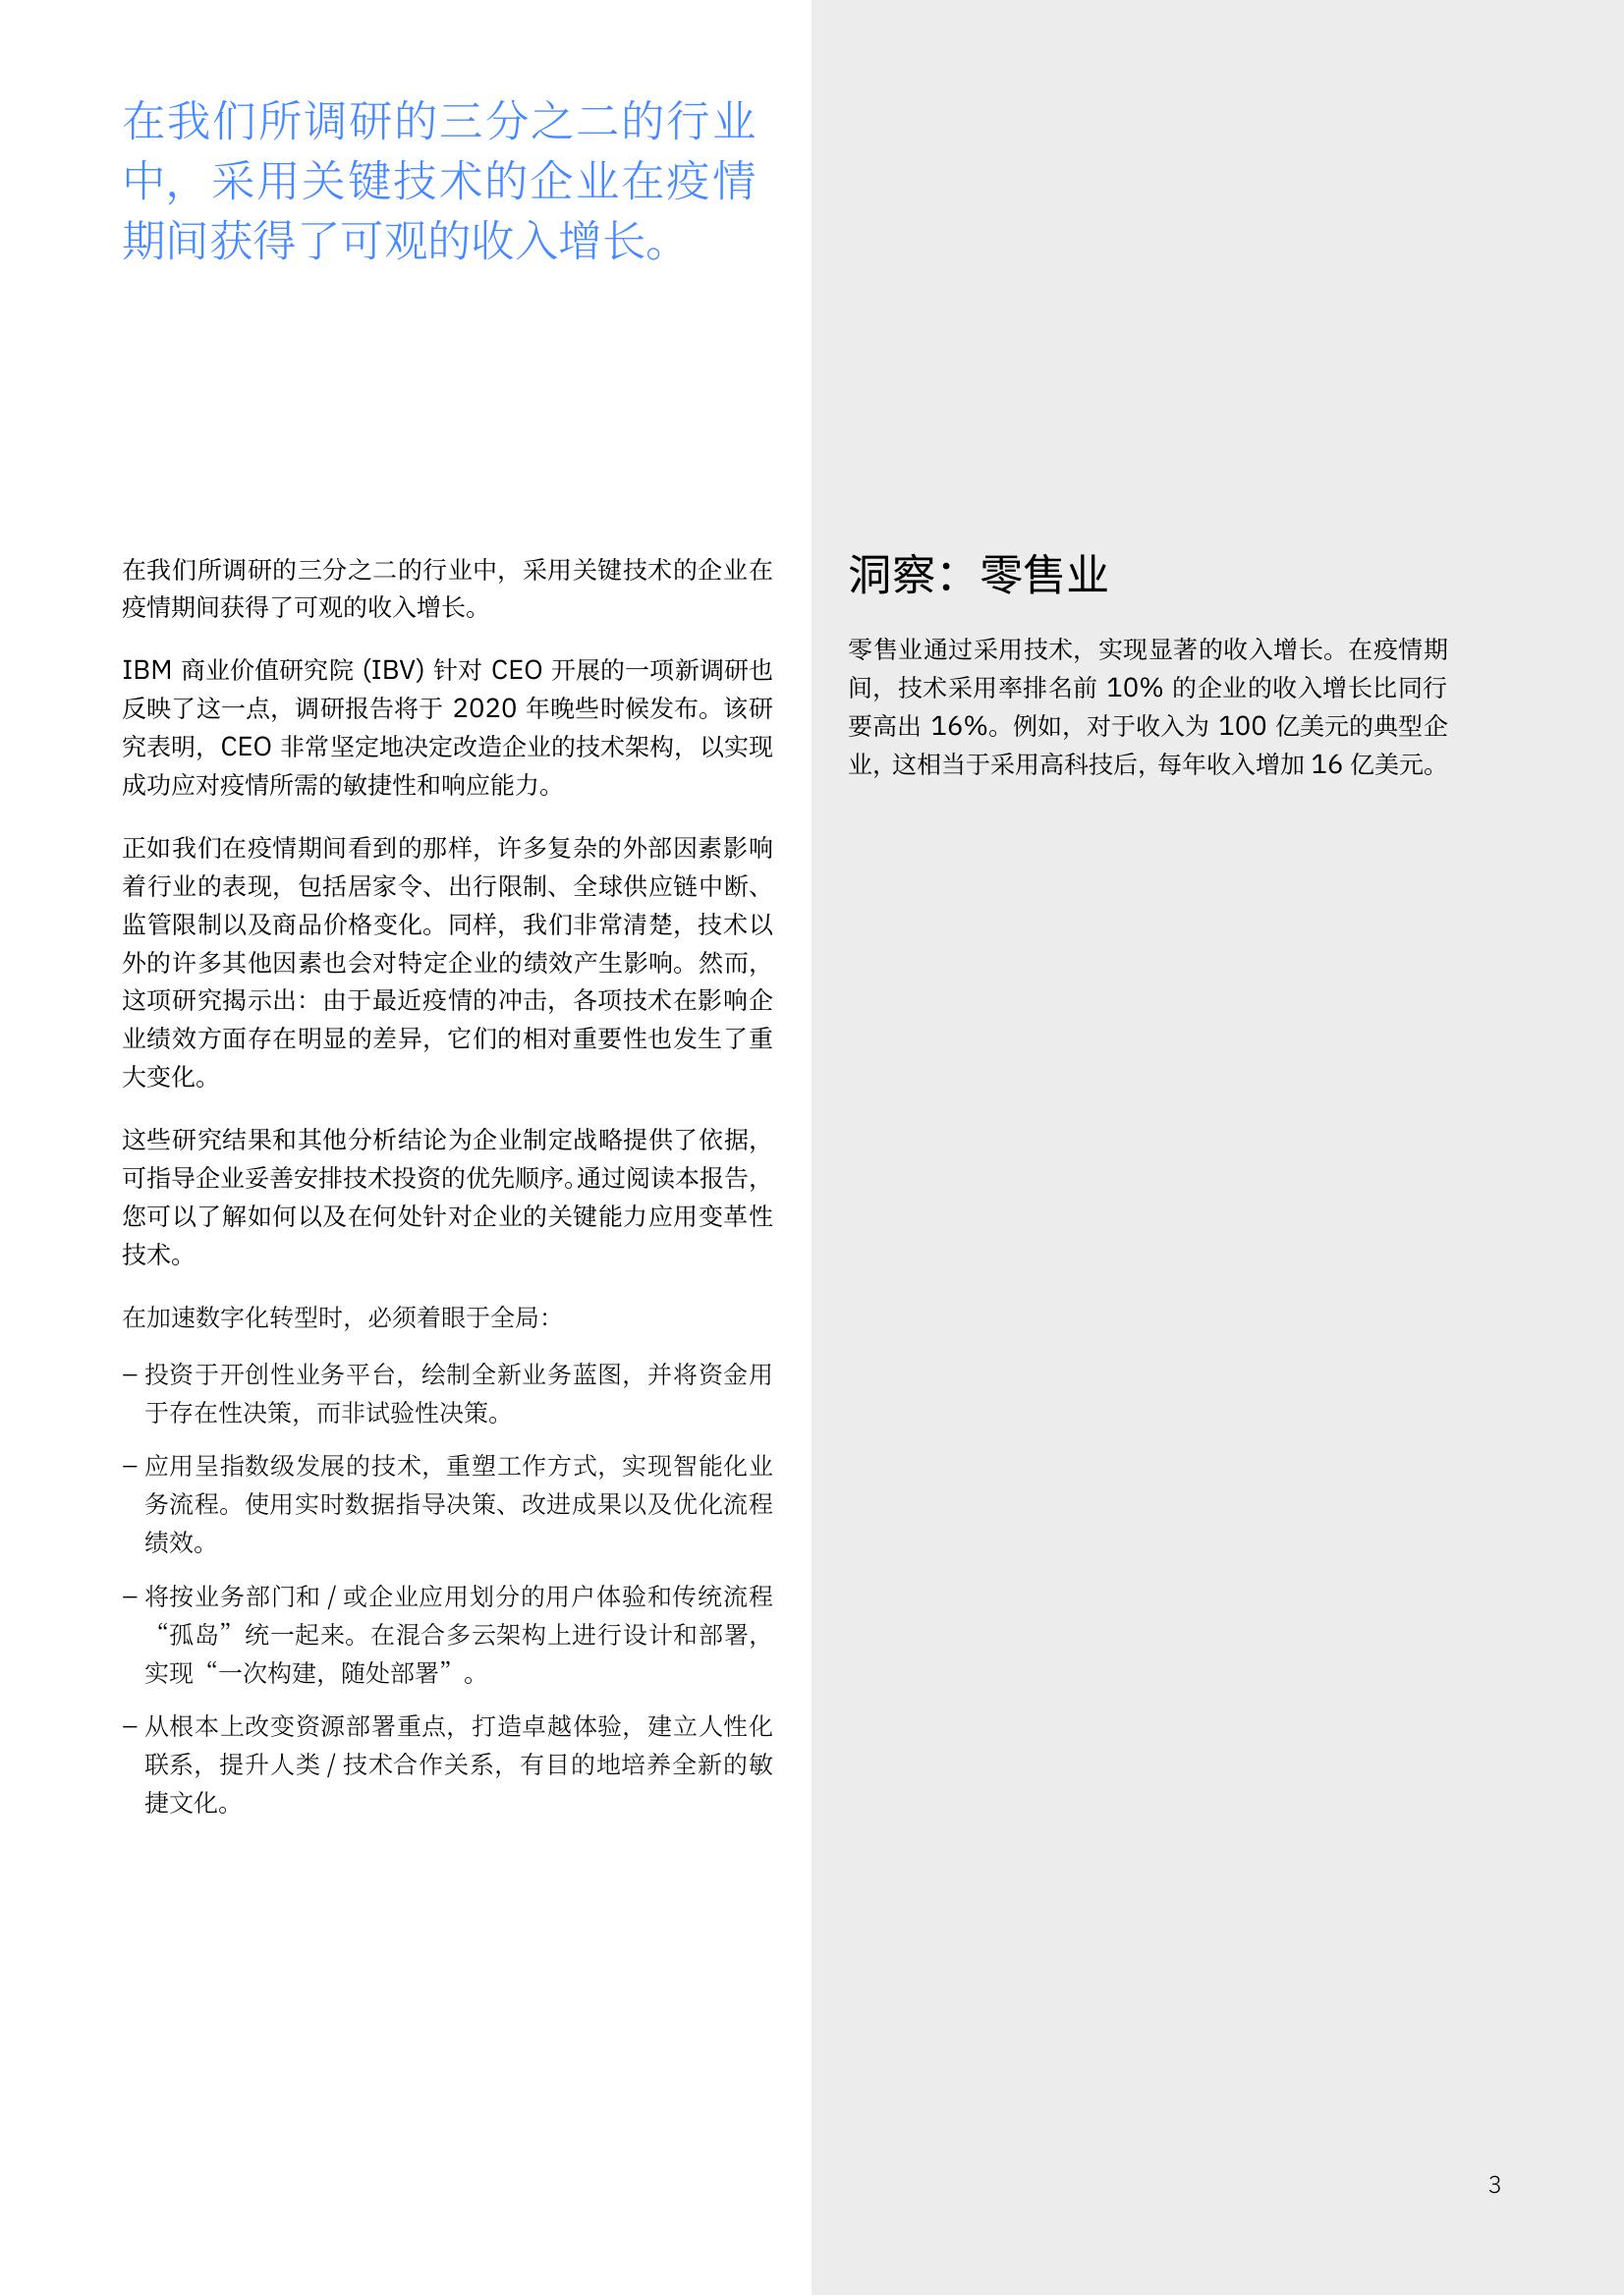 在我们所调研的三分之二的行业
中，采用关键技术的企业在疫情
期间获得了可观的收入增长。
在我们所调研的三分之二的行业中，采用关键技术的企业在
疫情期间获得了可观的收入增长。
IBM 商业价值研究院 (IBV) 针对 CEO 开展的一项新调研也
反映了这一点，调研报告将于 2020 年晚些时候发布。该研
究表明，CEO 非常坚定地决定改造企业的技术架构，以实现
成功应对疫情所需的敏捷性和响应能力。
正如我们在疫情期间看到的那样，许多复杂的外部因素影响
着行业的表现，包括居家令、出行限制、全球供应链中断、
监管限制以及商品价格变化。同样，我们非常清楚，技术以
外的许多其他因素也会对特定企业的绩效产生影响。然而，
这项研究揭示出：由于最近疫情的冲击，各项技术在影响企
业绩效方面存在明显的差异，它们的相对重要性也发生了重
大变化。
这些研究结果和其他分析结论为企业制定战略提供了依据，
可指导企业妥善安排技术投资的优先顺序。通过阅读本报告，
您可以了解如何以及在何处针对企业的关键能力应用变革性
技术。
在加速数字化转型时，必须着眼于全局：
– 投资于开创性业务平台，绘制全新业务蓝图，并将资金用
于存在性决策，而非试验性决策。
– 应用呈指数级发展的技术，重塑工作方式，实现智能化业
务流程。使用实时数据指导决策、改进成果以及优化流程
绩效。
– 将按业务部门和 / 或企业应用划分的用户体验和传统流程
“孤岛”统一起来。在混合多云架构上进行设计和部署，
实现“一次构建，随处部署”。
– 从根本上改变资源部署重点，打造卓越体验，建立人性化
联系，提升人类 / 技术合作关系，有目的地培养全新的敏
捷文化。
洞察：零售业
零售业通过采用技术，实现显著的收入增长。在疫情期
间，技术采用率排名前 10% 的企业的收入增长比同行
要高出 16%。例如，对于收入为 100 亿美元的典型企
业，这相当于采用高科技后，每年收入增加 16 亿美元。
3